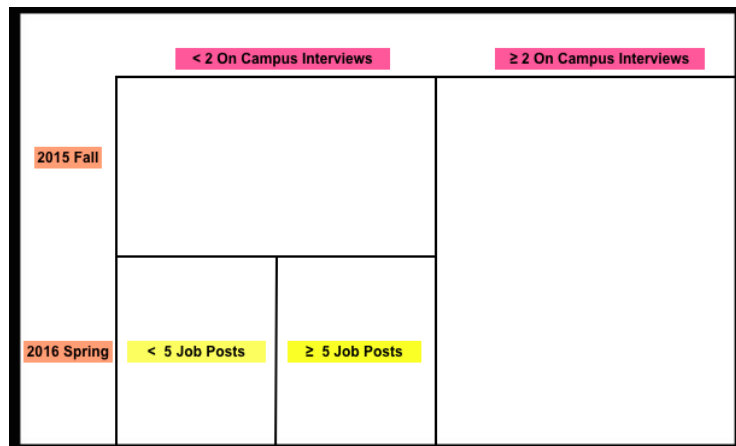 < 2 On Campus Interviews
≥ 2 On Campus Interviews
2015 Fall
2016 Spring
< 5 Job Posts
≥ 5 Job Posts